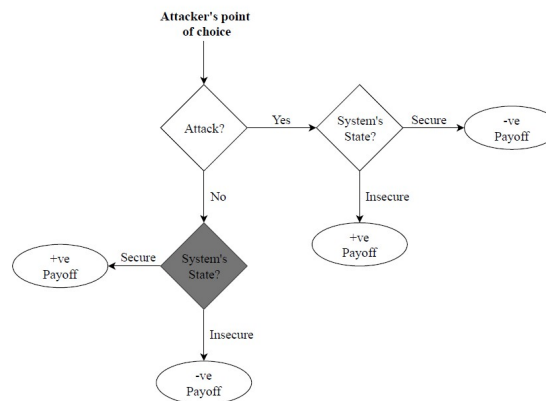 Attacker's point
of choice
Attack?
Yes
System's
State?
Secure
-ve
Payoff
Insecure
+ve
Payoff
No
System's
State?
Secure
+ve
Payoff
Insecure
-ve
Payoff